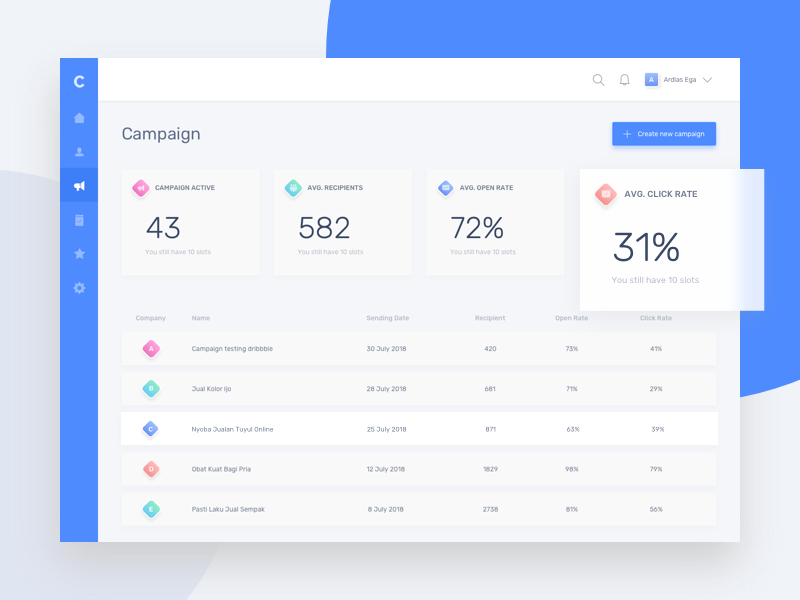 C
A Ardias Ega
Campaign
Create new campaign
CAMPAIGN ACTIVE
43
You still have 10 slots
AVG. RECIPIENTS
582
You still have 10 slots
AVG. OPEN RATE
72%
You still have 10 slots
AVG. CLICK RATE
31%
You still have 10 slots
Company Name Sending Date Recipient Open Rate Click Rate
A Campaign testing dribbble 30 July 2018 420 73% 41%
B Jual Kolor Ijo 28 July 2018 681 71% 29%
C Nyoba Jualan Tuyul Online 25 July 2018 871 63% 39%
D Obat Kuat Bagi Pria 12 July 2018 1829 98% 79%
E Pasti Laku Jual Sempak 8 July 2018 2738 81% 56%